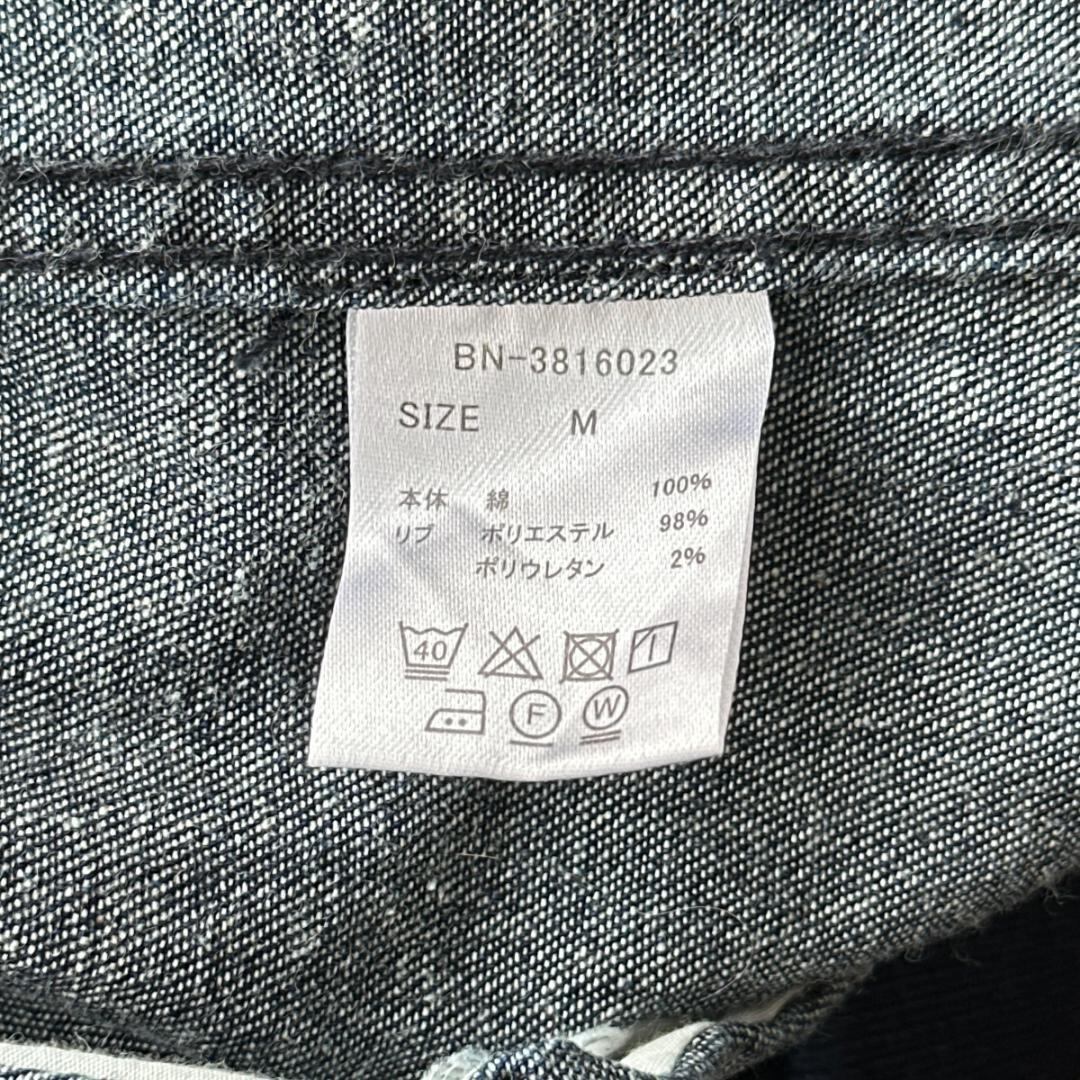 BN-3816023
SIZE M
本体 綿 100%
リブ ポリエステル 98%
ポリウレタン 2%
40
F W